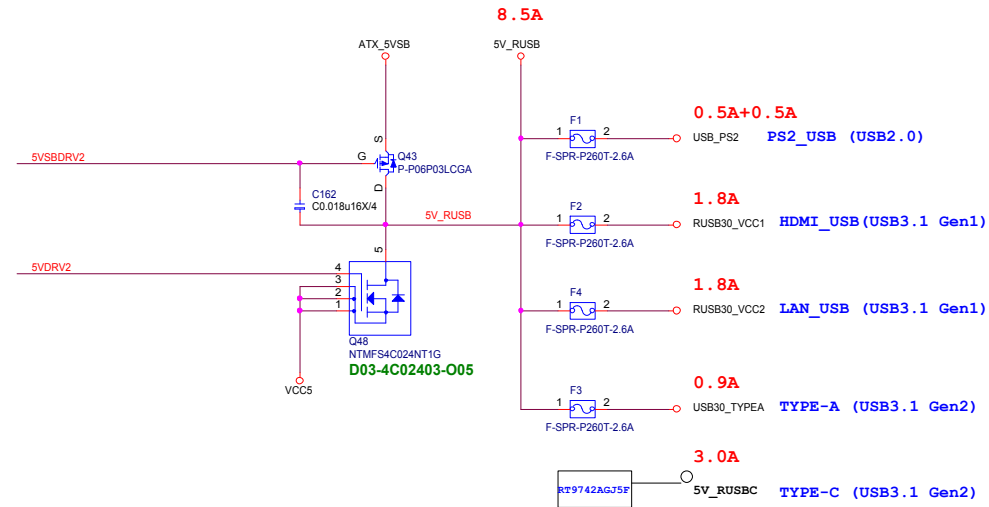 8.5A
ATX_5VSB
5V_RUSB
0.5A+0.5A
F1
1 2
USB_PS2
PS2_USB (USB2.0)
F-SPR-P260T-2.6A
S
5VSBDRV2
G
Q43
P-P06P03LCGA
D
C162
C0.018u16X/4
1.8A
5V_RUSB
F2
1 2
RUSB30_VCC1
HDMI_USB(USB3.1 Gen1)
F-SPR-P260T-2.6A
5
5VDRV2
4
3
2
1
1.8A
F4
1 2
RUSB30_VCC2
LAN_USB (USB3.1 Gen1)
F-SPR-P260T-2.6A
Q48
NTMFS4C024NT1G
D03-4C02403-O05
VCC5
0.9A
F3
1 2
USB30_TYPEA
TYPE-A (USB3.1 Gen2)
F-SPR-P260T-2.6A
3.0A
RT9742AGJ5F
5V_RUSBC
TYPE-C (USB3.1 Gen2)